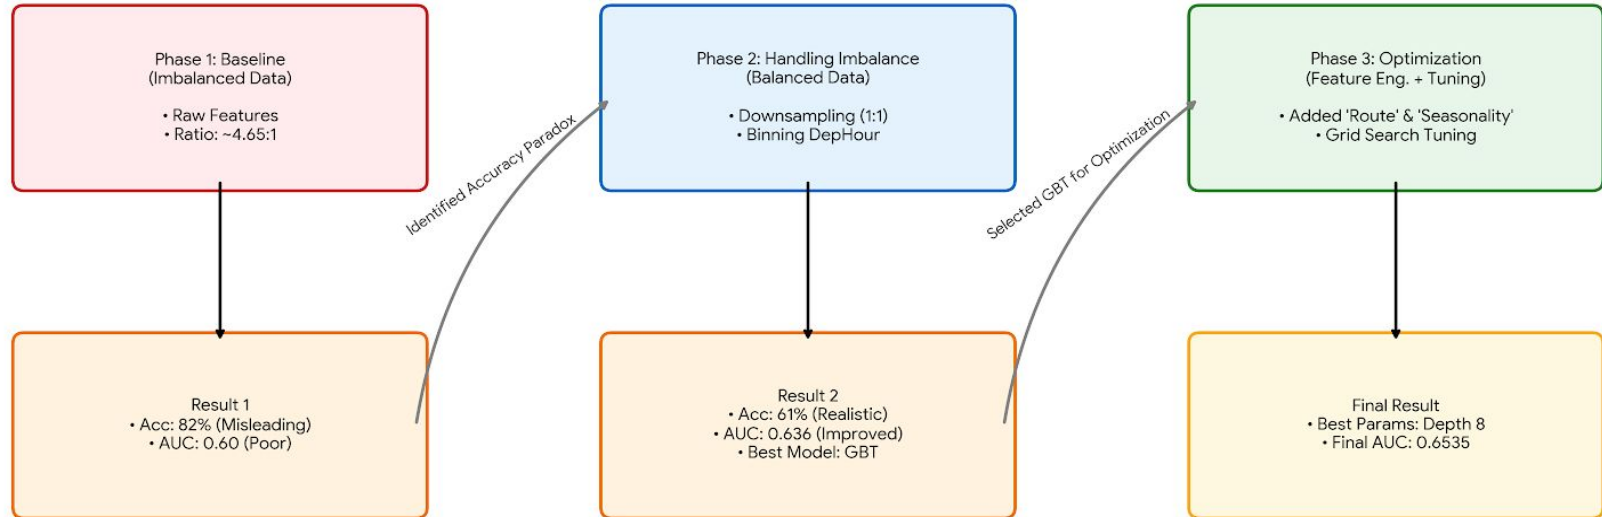 Phase 1: Baseline
(Imbalanced Data)
• Raw Features
• Ratio: ~4.65:1
Identified Accuracy Paradox
Phase 2: Handling Imbalance
(Balanced Data)
• Downsampling (1:1)
• Binning DepHour
Selected GBT for Optimization
Phase 3: Optimization
(Feature Eng. + Tuning)
• Added 'Route' & 'Seasonality'
• Grid Search Tuning
Result 1
• Acc: 82% (Misleading)
• AUC: 0.60 (Poor)
Result 2
• Acc: 61% (Realistic)
• AUC: 0.636 (Improved)
• Best Model: GBT
Final Result
• Best Params: Depth 8
• Final AUC: 0.6535